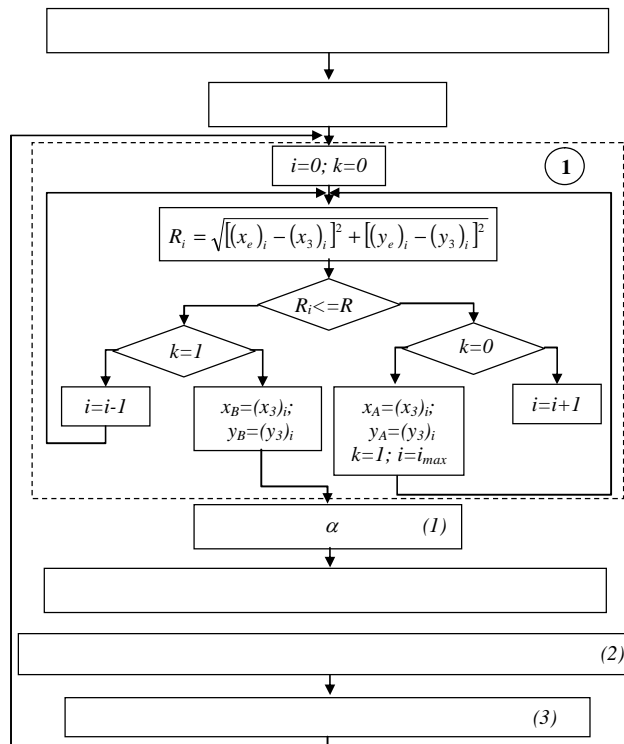 i=0; k=0
1
R_i = √([(x_e)_i − (x_3)_i]² + [(y_e)_i − (y_3)_i]²)
R_i<=R
k=1
k=0
i=i-1
x_B=(x_3)_i;
y_B=(y_3)_i
x_A=(x_3)_i;
y_A=(y_3)_i
k=1; i=i_max
i=i+1
α (1)
(2)
(3)